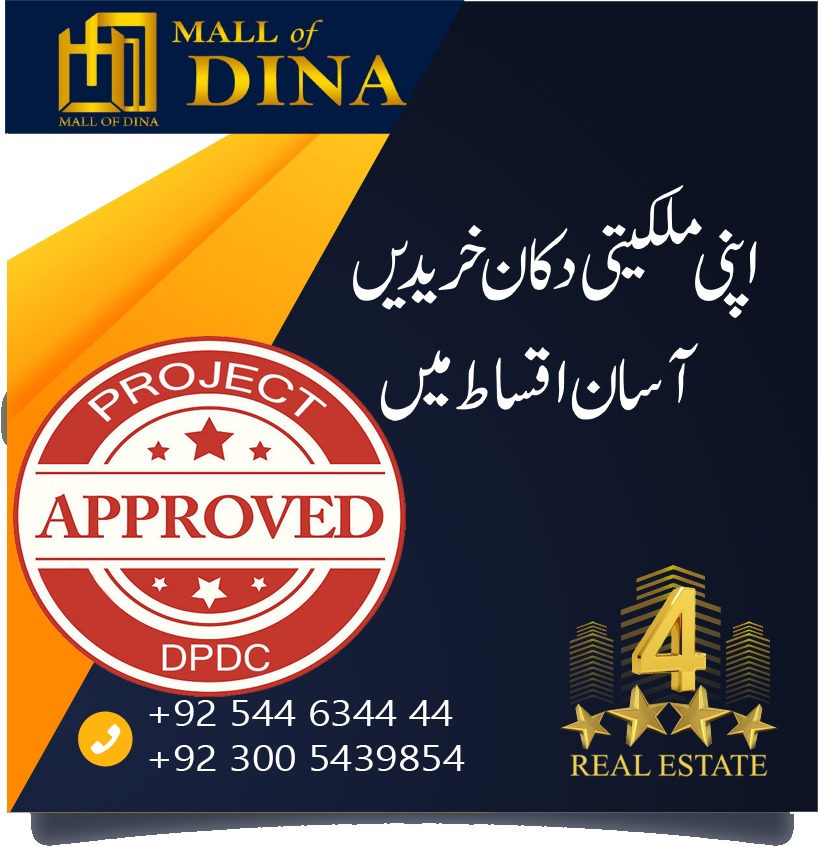 MALL of
DINA
MALL OF DINA
اپنی ملکیتی دکان خریدیں
آسان اقساط میں
PROJECT
APPROVED
DPDC
+92 544 6344 44
+92 300 5439854
4
REAL ESTATE